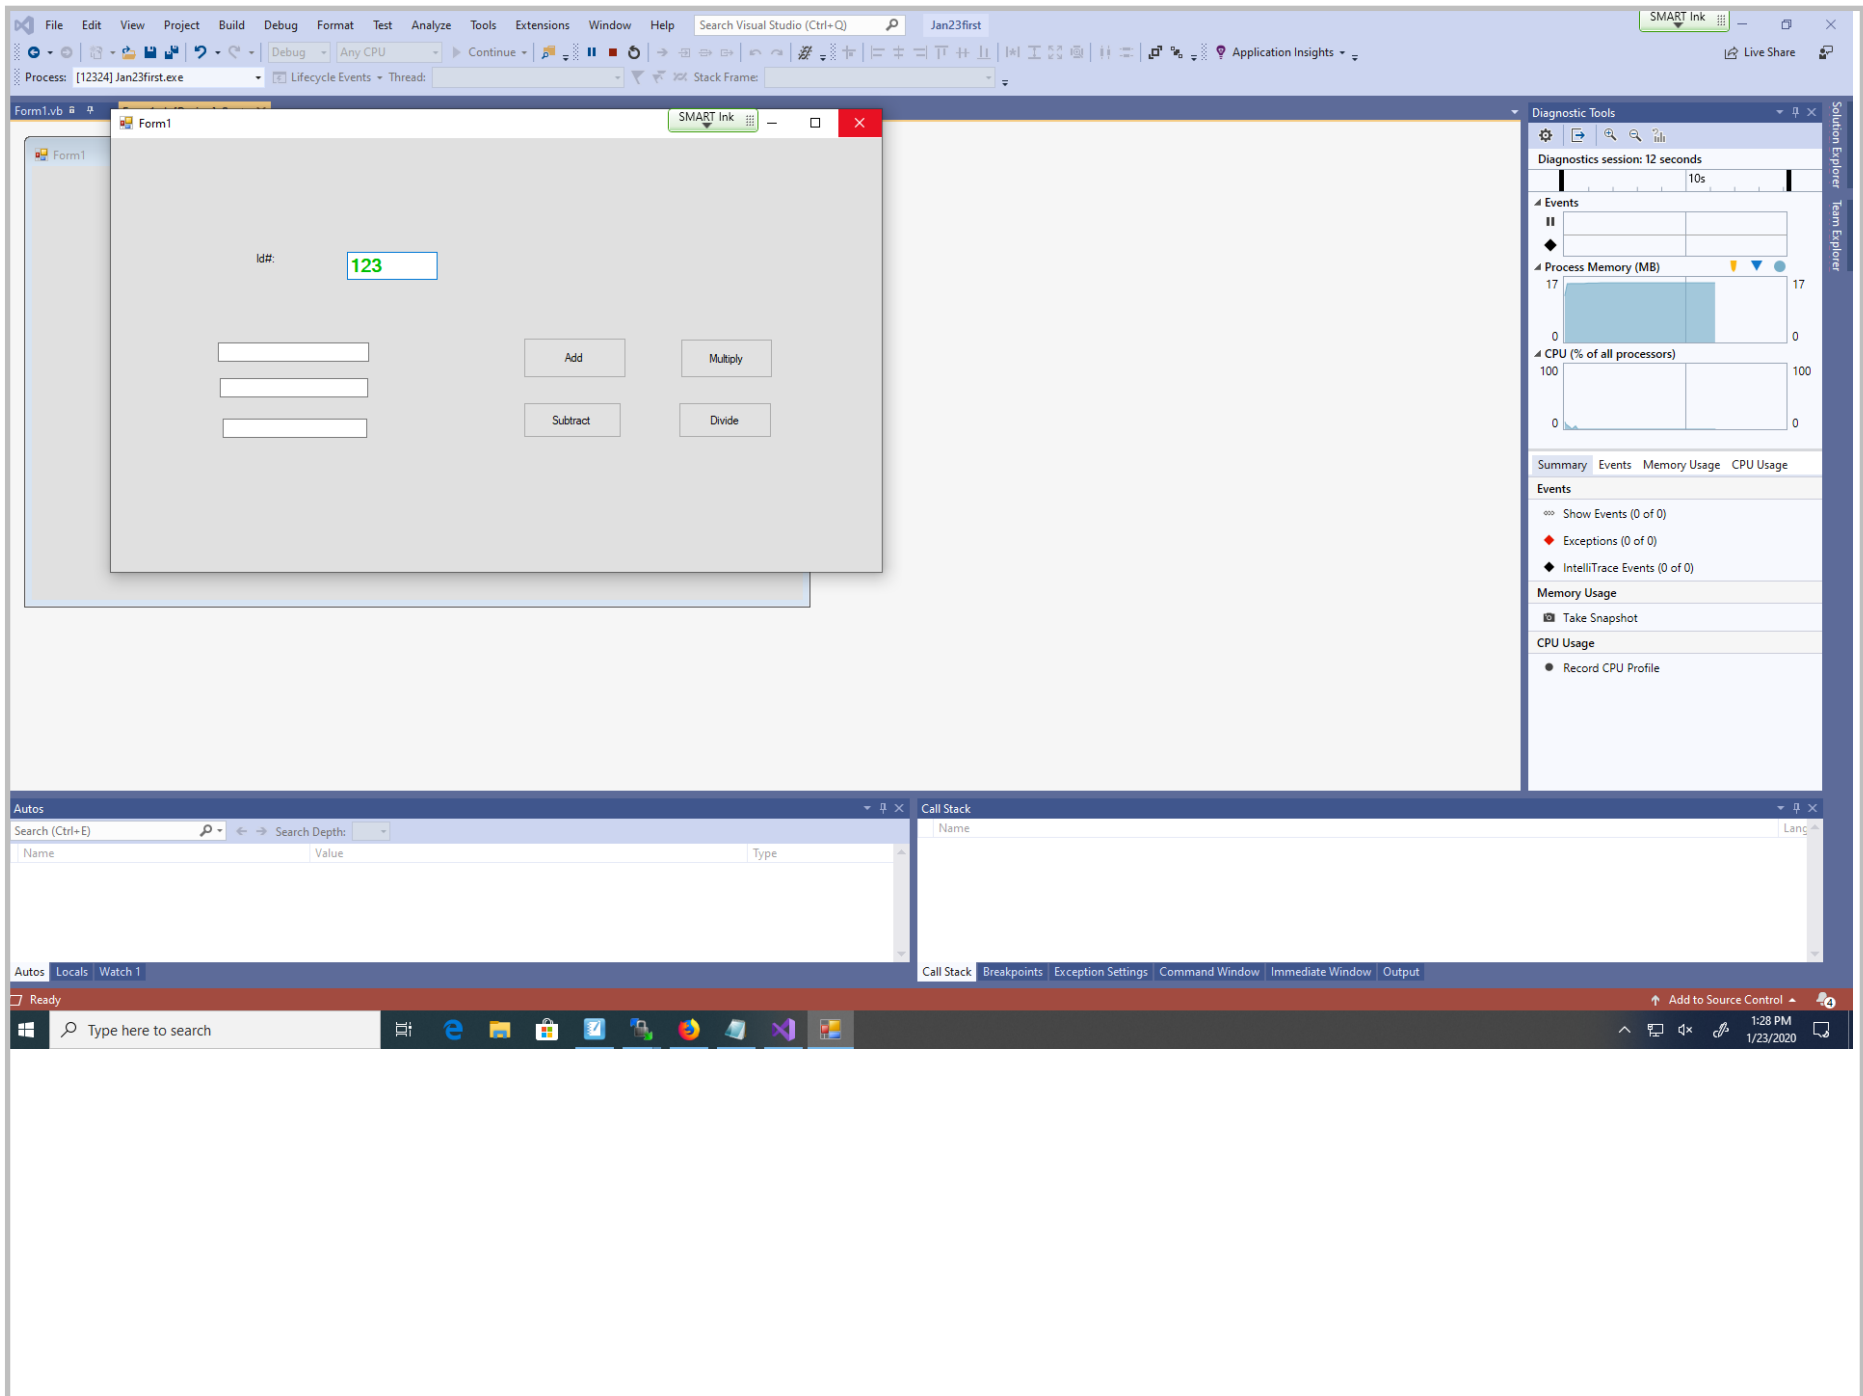 File Edit View Project Build Debug Format Test Analyze Tools Extensions Window Help Search Visual Studio (Ctrl+Q) Jan23first SMART Ink
Debug Any CPU Continue Application Insights Live Share
Process: [12324] Jan23first.exe Lifecycle Events Thread: Stack Frame:
Form1.vb
Form1 SMART Ink
Form1
Id#: 123
Add Multiply
Subtract Divide
Diagnostic Tools
Diagnostics session: 12 seconds
10s
Events
Process Memory (MB)
17 17
0 0
CPU (% of all processors)
100 100
0 0
Summary Events Memory Usage CPU Usage
Events
Show Events (0 of 0)
Exceptions (0 of 0)
IntelliTrace Events (0 of 0)
Memory Usage
Take Snapshot
CPU Usage
Record CPU Profile
Solution Explorer
Team Explorer
Autos
Search (Ctrl+E) Search Depth:
Name Value Type
Autos Locals Watch 1
Call Stack
Name Lang
Call Stack Breakpoints Exception Settings Command Window Immediate Window Output
Ready Add to Source Control 4
Type here to search
1:28 PM
1/23/2020